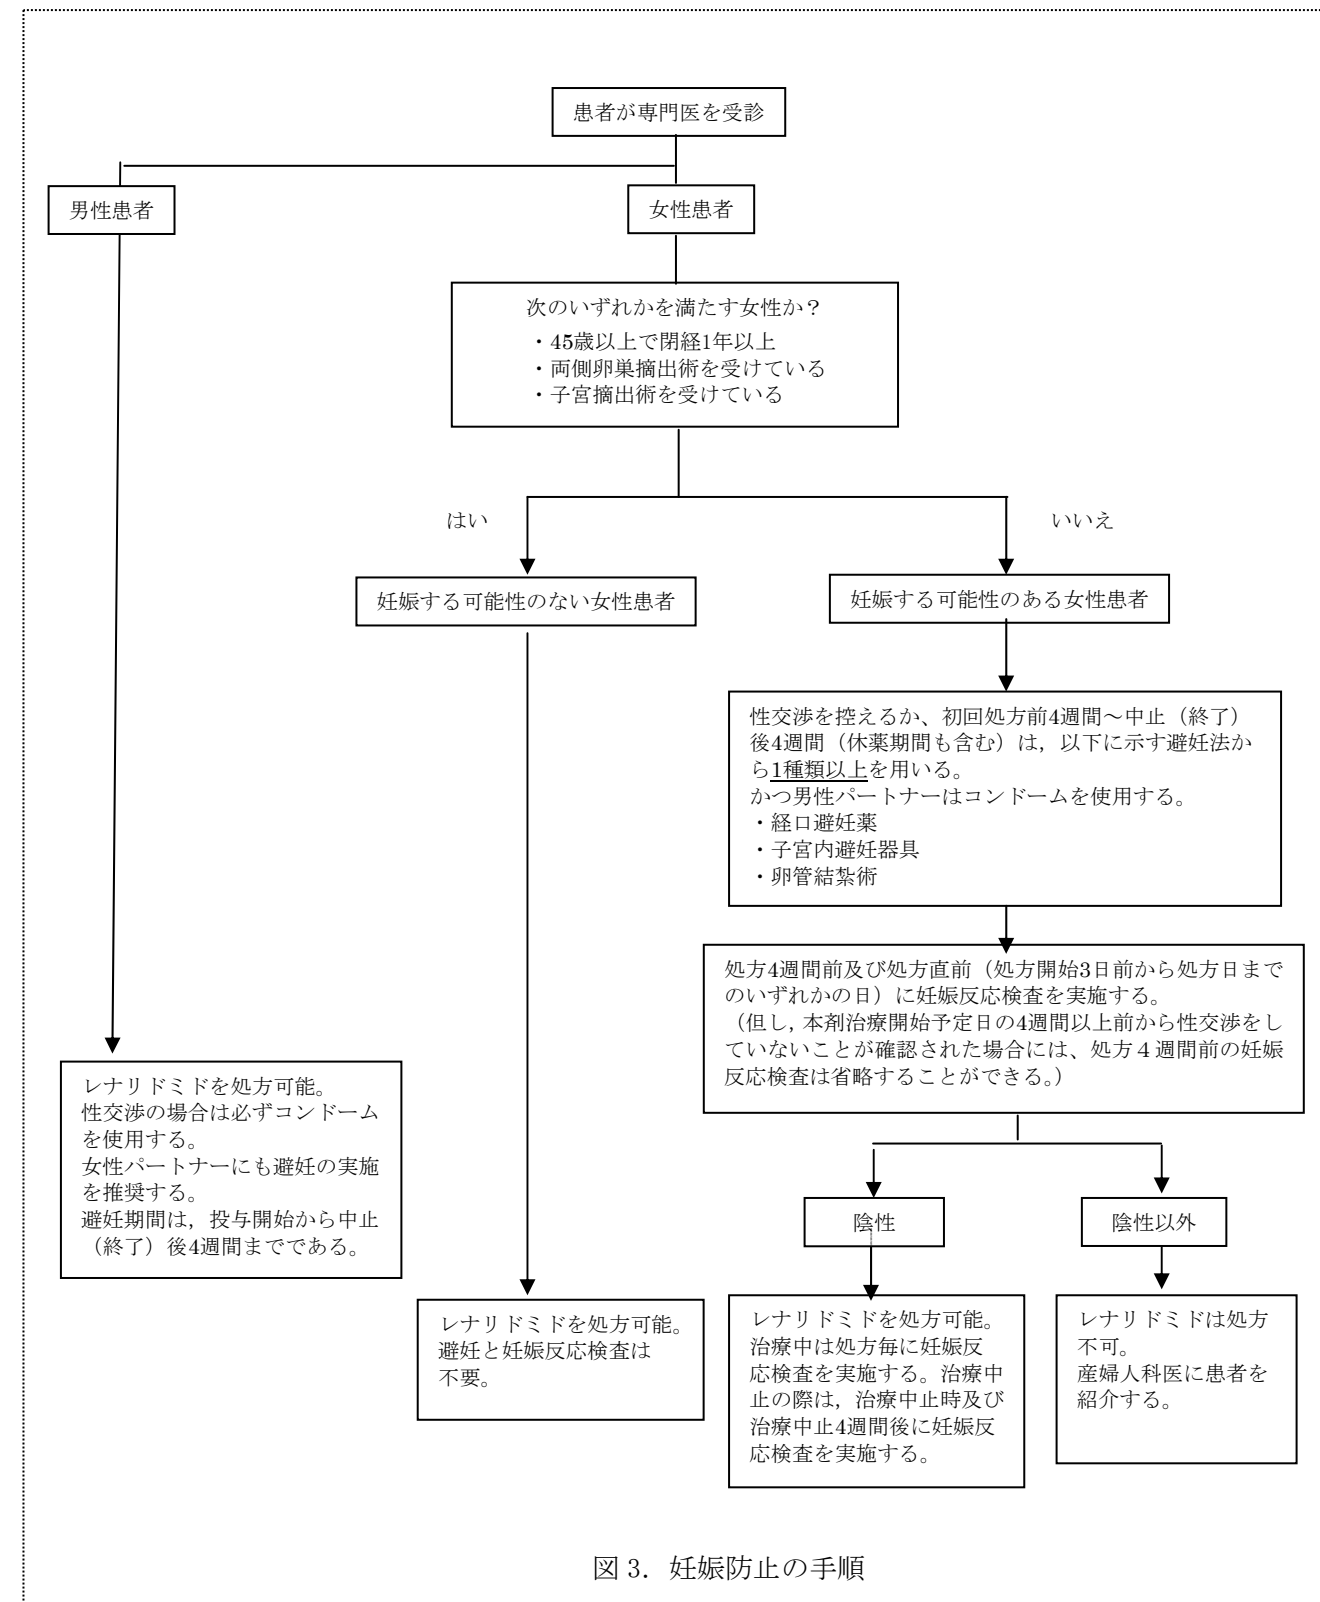 患者が専門医を受診
男性患者
女性患者
次のいずれかを満たす女性か？
・45歳以上で閉経1年以上
・両側卵巣摘出術を受けている
・子宮摘出術を受けている
はい
いいえ
妊娠する可能性のない女性患者
妊娠する可能性のある女性患者
性交渉を控えるか、初回処方前4週間～中止（終了）
後4週間（休薬期間も含む）は，以下に示す避妊法か
ら1種類以上を用いる。
かつ男性パートナーはコンドームを使用する。
・経口避妊薬
・子宮内避妊器具
・卵管結紮術
処方4週間前及び処方直前（処方開始3日前から処方日まで
のいずれかの日）に妊娠反応検査を実施する。
（但し，本剤治療開始予定日の4週間以上前から性交渉をし
ていないことが確認された場合には、処方４週間前の妊娠
反応検査は省略することができる。）
レナリドミドを処方可能。
性交渉の場合は必ずコンドーム
を使用する。
女性パートナーにも避妊の実施
を推奨する。
避妊期間は，投与開始から中止
（終了）後4週間までである。
陰性
陰性以外
レナリドミドを処方可能。
避妊と妊娠反応検査は
不要。
レナリドミドを処方可能。
治療中は処方毎に妊娠反
応検査を実施する。治療中
止の際は，治療中止時及び
治療中止4週間後に妊娠反
応検査を実施する。
レナリドミドは処方
不可。
産婦人科医に患者を
紹介する。
図 3．妊娠防止の手順